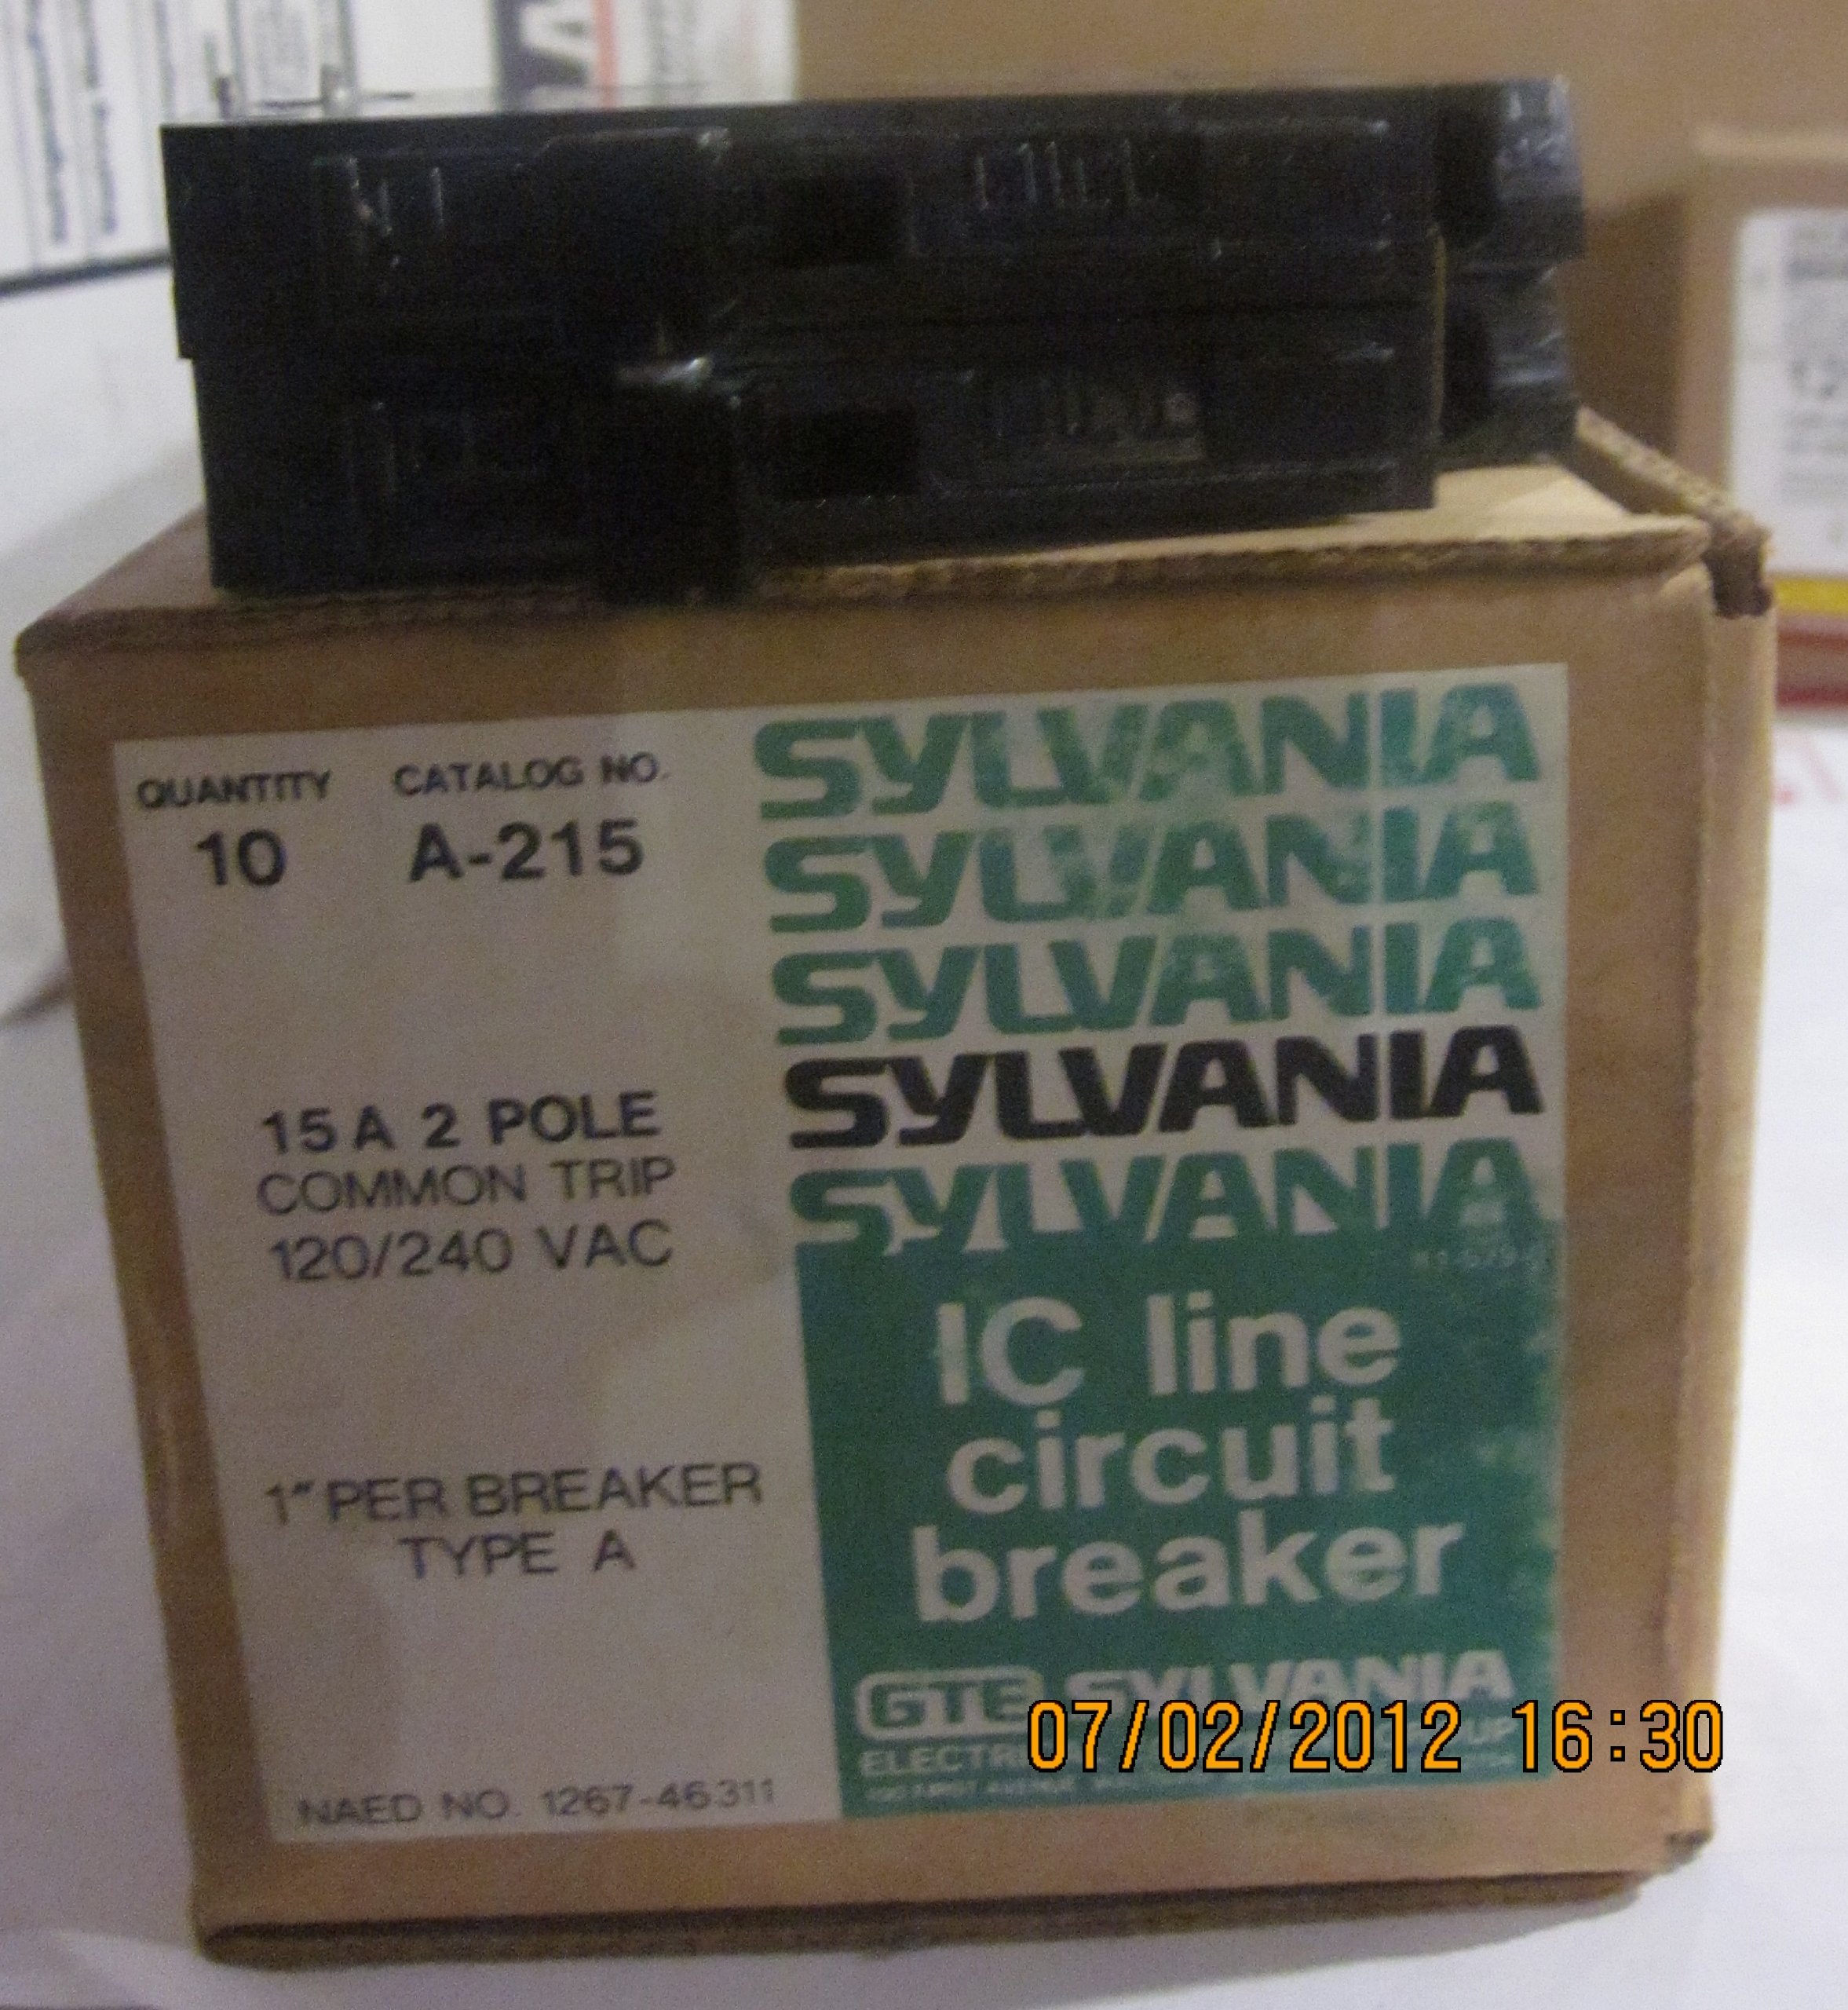 QUANTITY CATALOG NO.
10 A-215
15 A 2 POLE
COMMON TRIP
120/240 VAC
1" PER BREAKER
TYPE A
NAED NO. 1267-46311
SYLVANIA
SYLVANIA
SYLVANIA
SYLVANIA
SYLVANIA
IC line
circuit
breaker
GTE SYLVANIA
07/02/2012 16:30